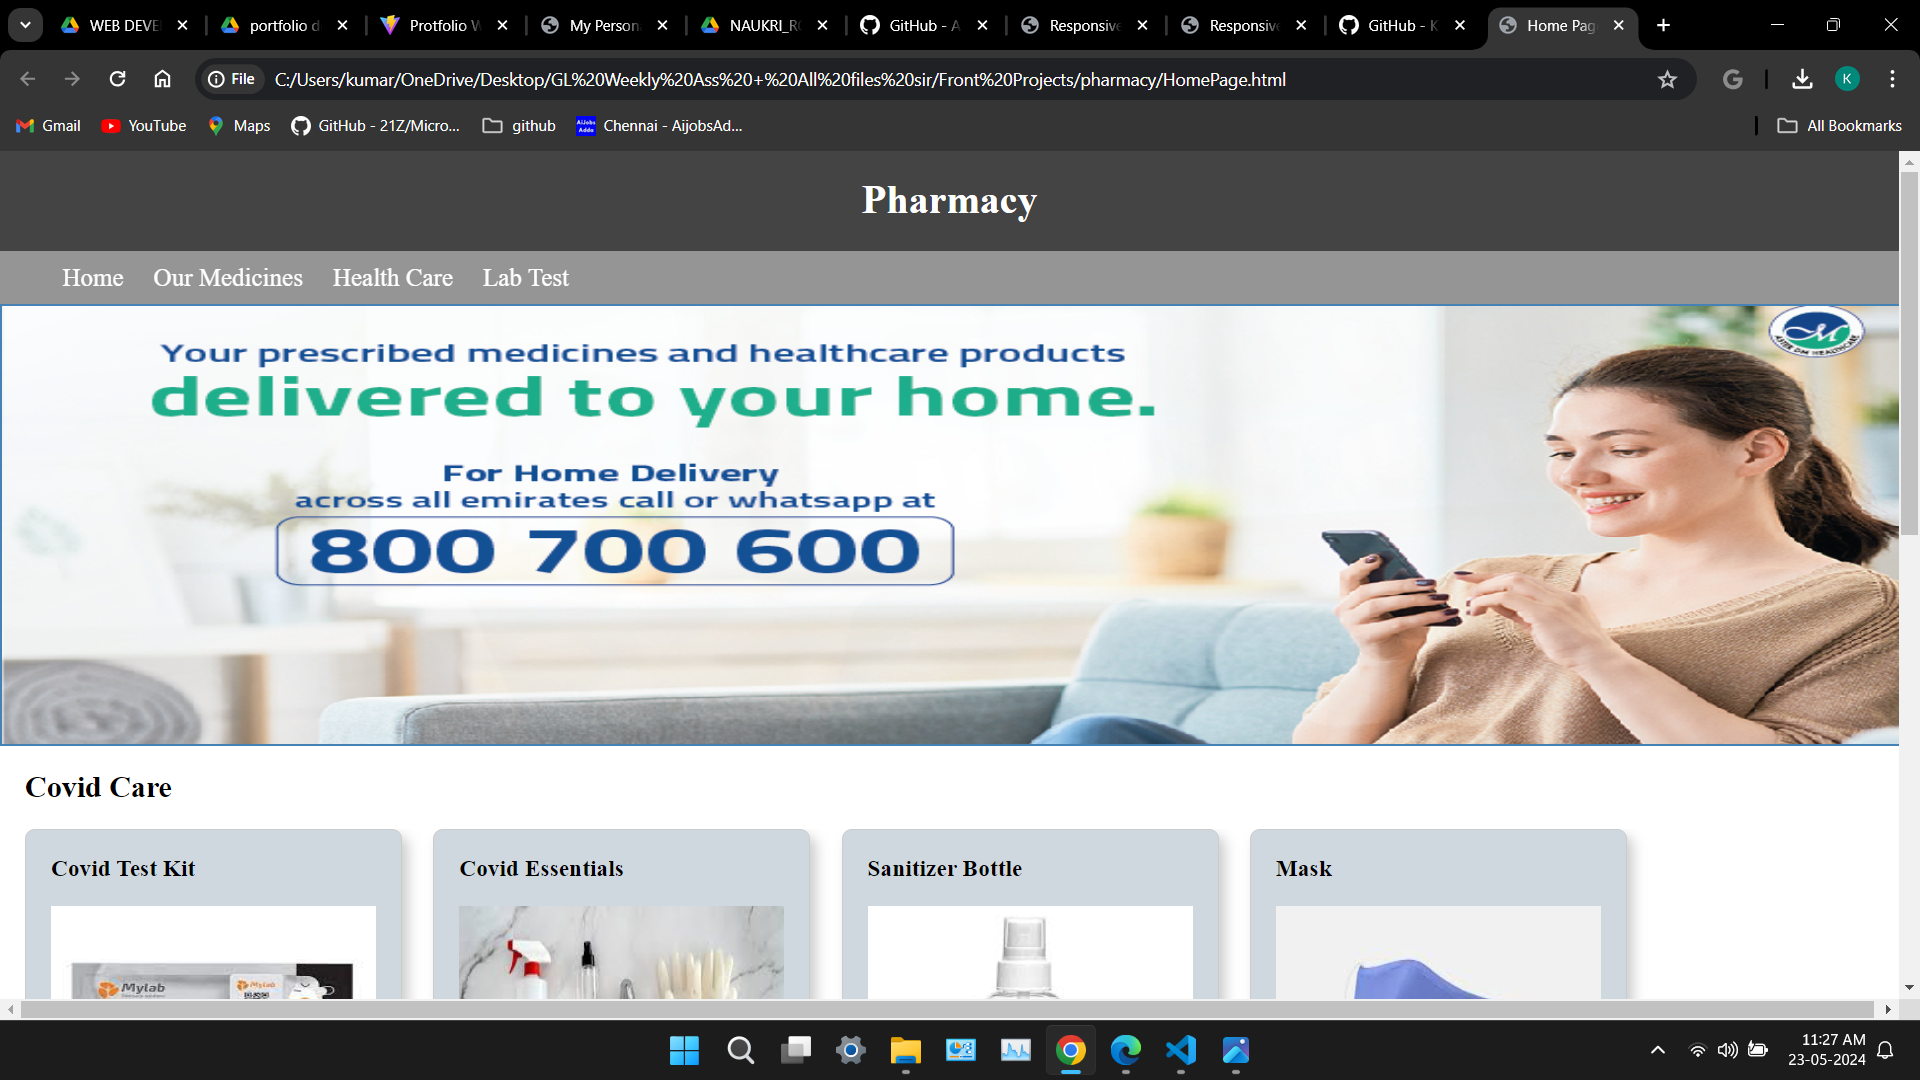 WEB DEVE
portfolio d
Protfolio W
My Person
NAUKRI_R
GitHub - A
Responsive
Responsive
GitHub - K
Home Pag
File
C:/Users/kumar/OneDrive/Desktop/GL%20Weekly%20Ass%20+%20All%20files%20sir/Front%20Projects/pharmacy/HomePage.html
K
Gmail
YouTube
Maps
GitHub - 21Z/Micro...
github
AiJobs
Adda
Chennai - AijobsAd...
All Bookmarks
Pharmacy
Home
Our Medicines
Health Care
Lab Test
Your prescribed medicines and healthcare products
delivered to your home.
For Home Delivery
across all emirates call or whatsapp at
800 700 600
Covid Care
Covid Test Kit
Covid Essentials
Sanitizer Bottle
Mask
Mylab
Mylab
11:27 AM
23-05-2024